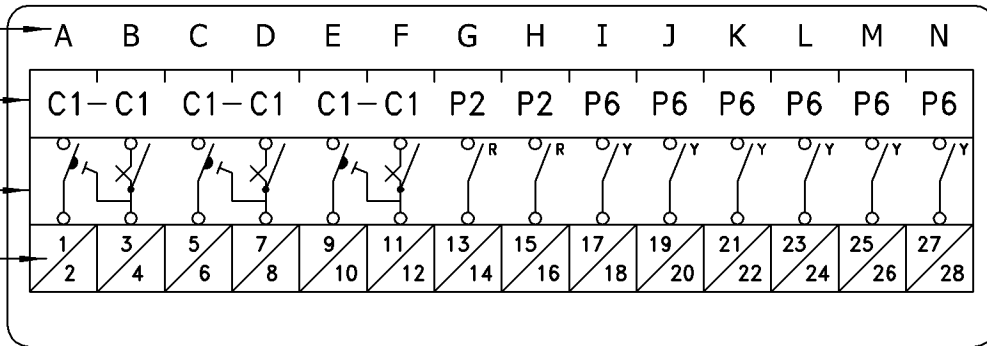 A B C D E F G H I J K L M N
C1-C1 C1-C1 C1-C1 P2 P2 P6 P6 P6 P6 P6 P6
R R Y Y Y Y Y Y
1 3 5 7 9 11 13 15 17 19 21 23 25 27
2 4 6 8 10 12 14 16 18 20 22 24 26 28